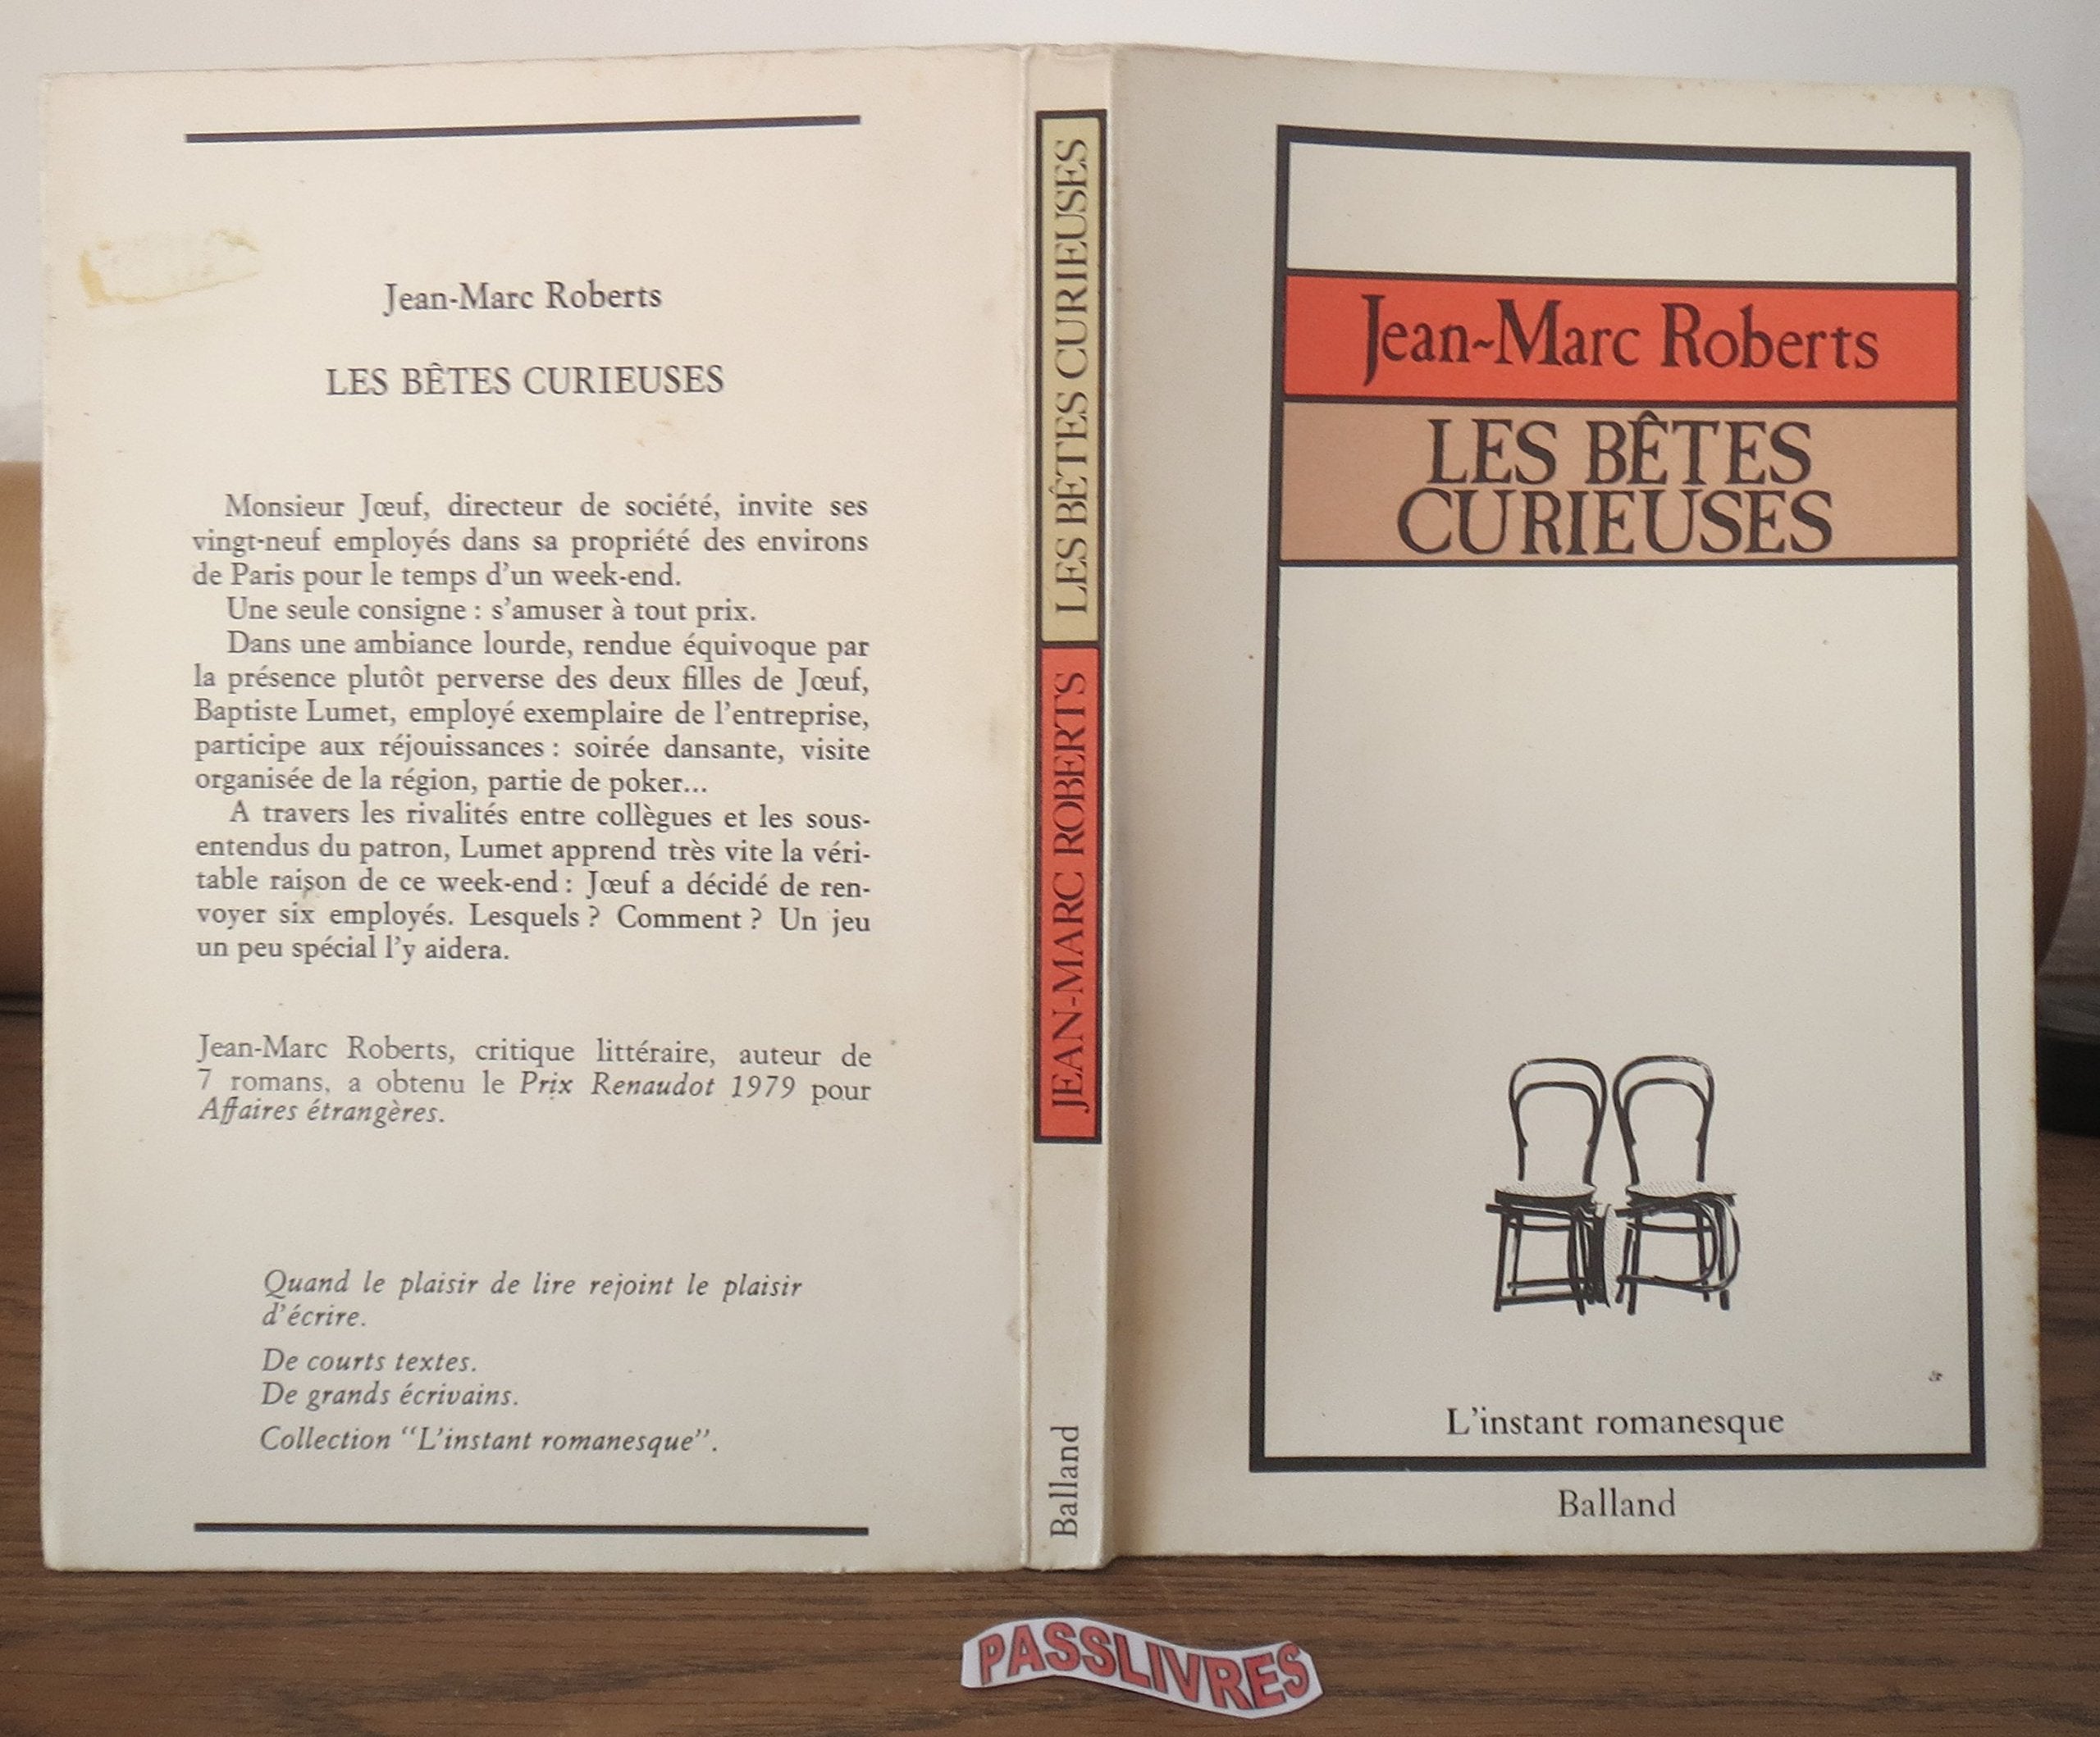 Jean-Marc Roberts
LES BÊTES CURIEUSES
Monsieur Jœuf, directeur de société, invite ses
vingt-neuf employés dans sa propriété des environs
de Paris pour le temps d'un week-end.
Une seule consigne : s'amuser à tout prix.
Dans une ambiance lourde, rendue équivoque par
la présence plutôt perverse des deux filles de Jœuf,
Baptiste Lumet, employé exemplaire de l'entreprise,
participe aux réjouissances : soirée dansante, visite
organisée de la région, partie de poker...
A travers les rivalités entre collègues et les sous-
entendus du patron, Lumet apprend très vite la véri-
table raison de ce week-end : Jœuf a décidé de ren-
voyer six employés. Lesquels ? Comment ? Un jeu
un peu spécial l'y aidera.
Jean-Marc Roberts, critique littéraire, auteur de
7 romans, a obtenu le Prix Renaudot 1979 pour
Affaires étrangères.
Quand le plaisir de lire rejoint le plaisir
d'écrire.
De courts textes.
De grands écrivains.
Collection "L'instant romanesque".
JEAN-MARC ROBERTS LES BÊTES CURIEUSES
Balland
Jean-Marc Roberts
LES BÊTES
CURIEUSES
L'instant romanesque
Balland
PASSLIVRES